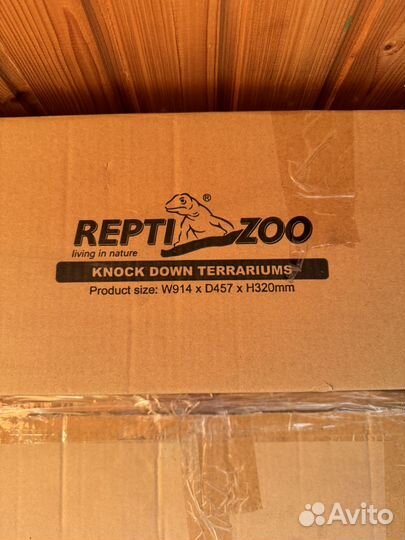 REPTI ZOO ®
living in nature
KNOCK DOWN TERRARIUMS
Product size: W914 x D457 x H320mm
Avito